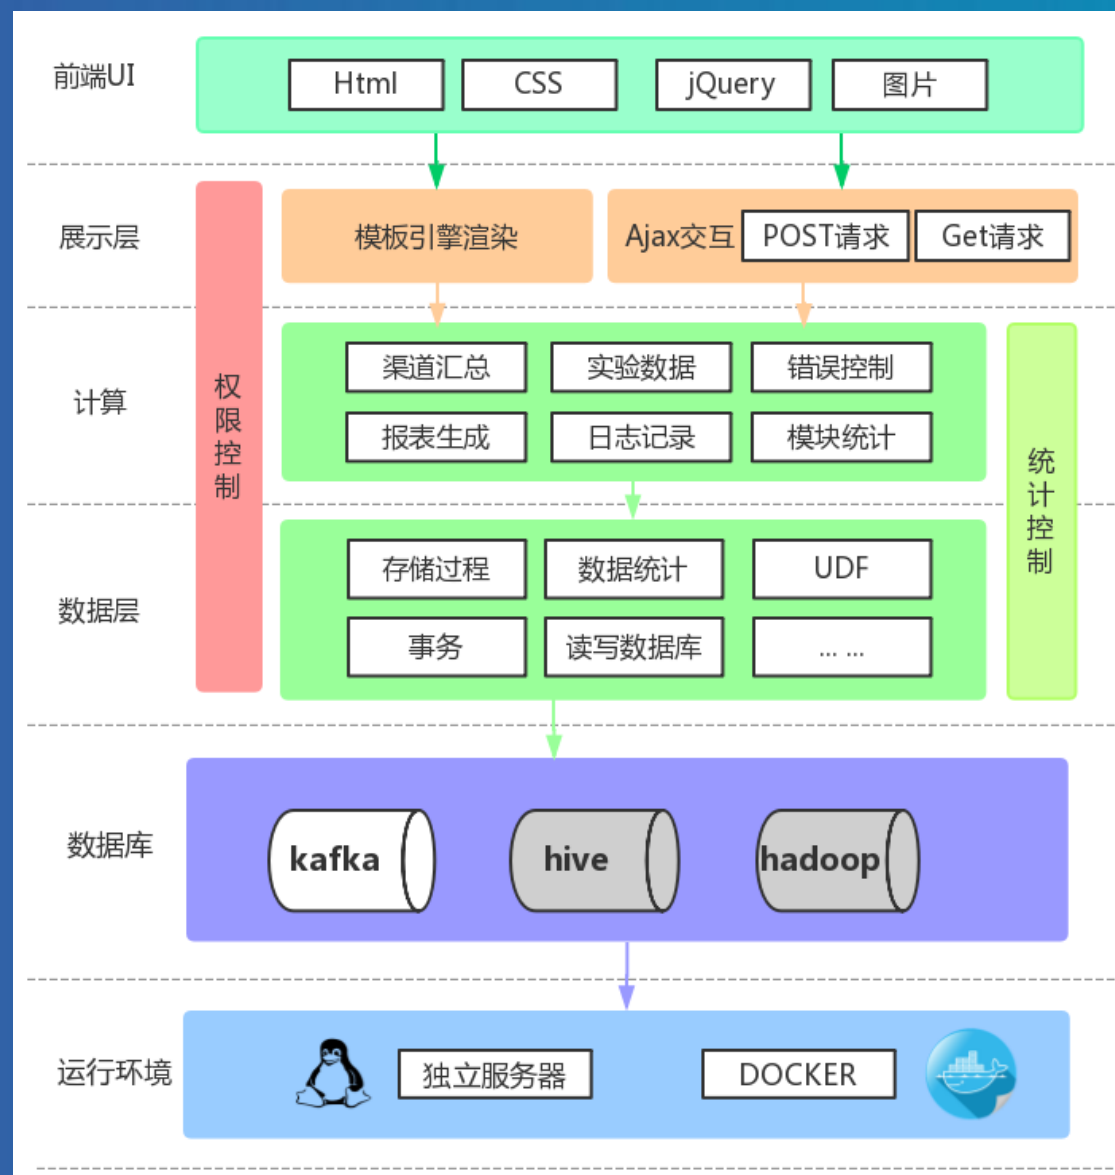 前端UI
Html
CSS
jQuery
图片
展示层
模板引擎渲染
Ajax交互
POST请求
Get请求
权限控制
计算
渠道汇总
实验数据
错误控制
报表生成
日志记录
模块统计
统计控制
数据层
存储过程
数据统计
UDF
事务
读写数据库
... ...
数据库
kafka
hive
hadoop
运行环境
独立服务器
DOCKER